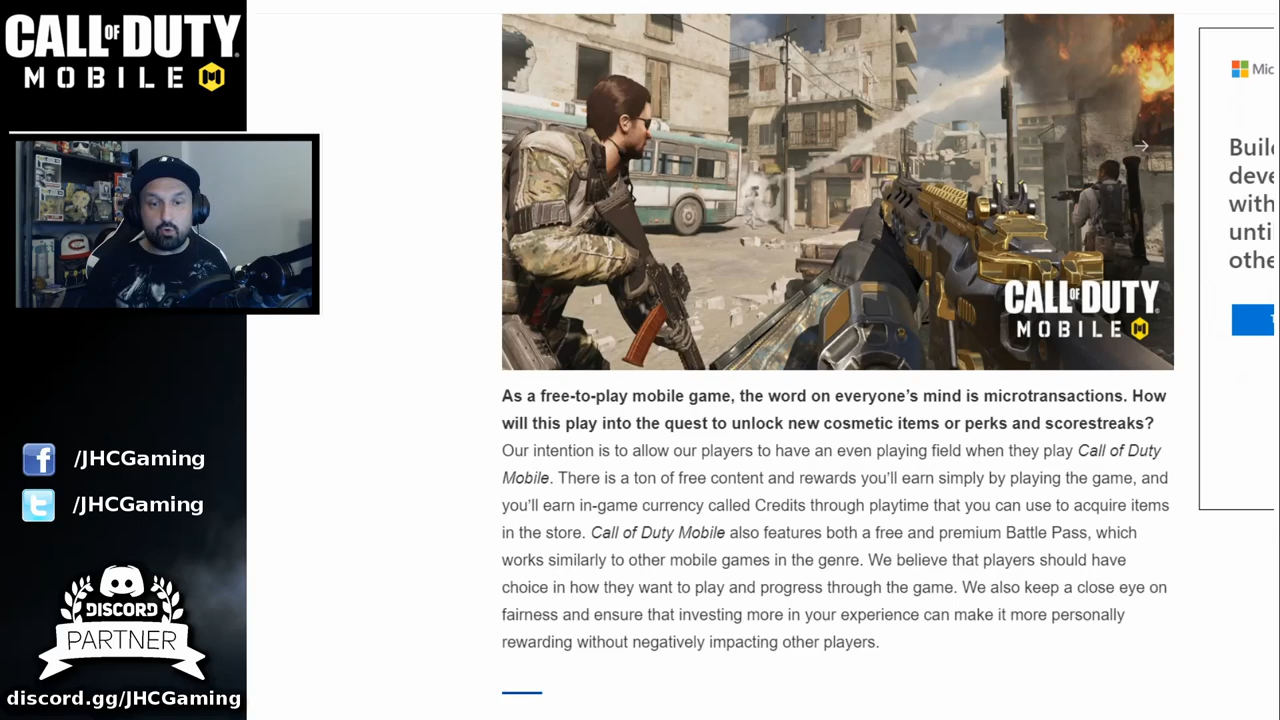 CALL OF DUTY
MOBILE
/JHCGaming
/JHCGaming
DISCORD
PARTNER
discord.gg/JHCGaming
CALL OF DUTY
MOBILE
As a free-to-play mobile game, the word on everyone’s mind is microtransactions. How
will this play into the quest to unlock new cosmetic items or perks and scorestreaks?
Our intention is to allow our players to have an even playing field when they play Call of Duty
Mobile. There is a ton of free content and rewards you’ll earn simply by playing the game, and
you’ll earn in-game currency called Credits through playtime that you can use to acquire items
in the store. Call of Duty Mobile also features both a free and premium Battle Pass, which
works similarly to other mobile games in the genre. We believe that players should have
choice in how they want to play and progress through the game. We also keep a close eye on
fairness and ensure that investing more in your experience can make it more personally
rewarding without negatively impacting other players.
Mic
Buil
deve
with
unti
othe